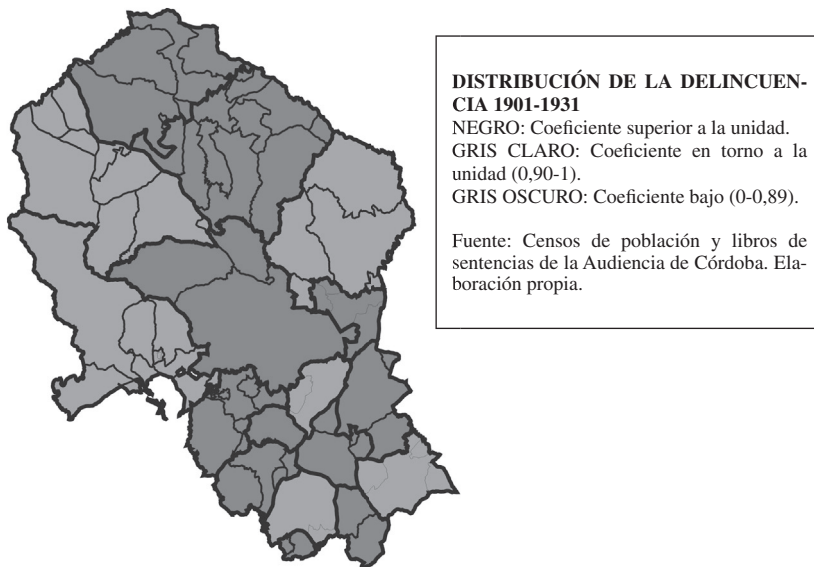 DISTRIBUCIÓN DE LA DELINCUEN-
CIA 1901-1931
NEGRO: Coeficiente superior a la unidad.
GRIS CLARO: Coeficiente en torno a la
unidad (0,90-1).
GRIS OSCURO: Coeficiente bajo (0-0,89).
Fuente: Censos de población y libros de
sentencias de la Audiencia de Córdoba. Ela-
boración propia.